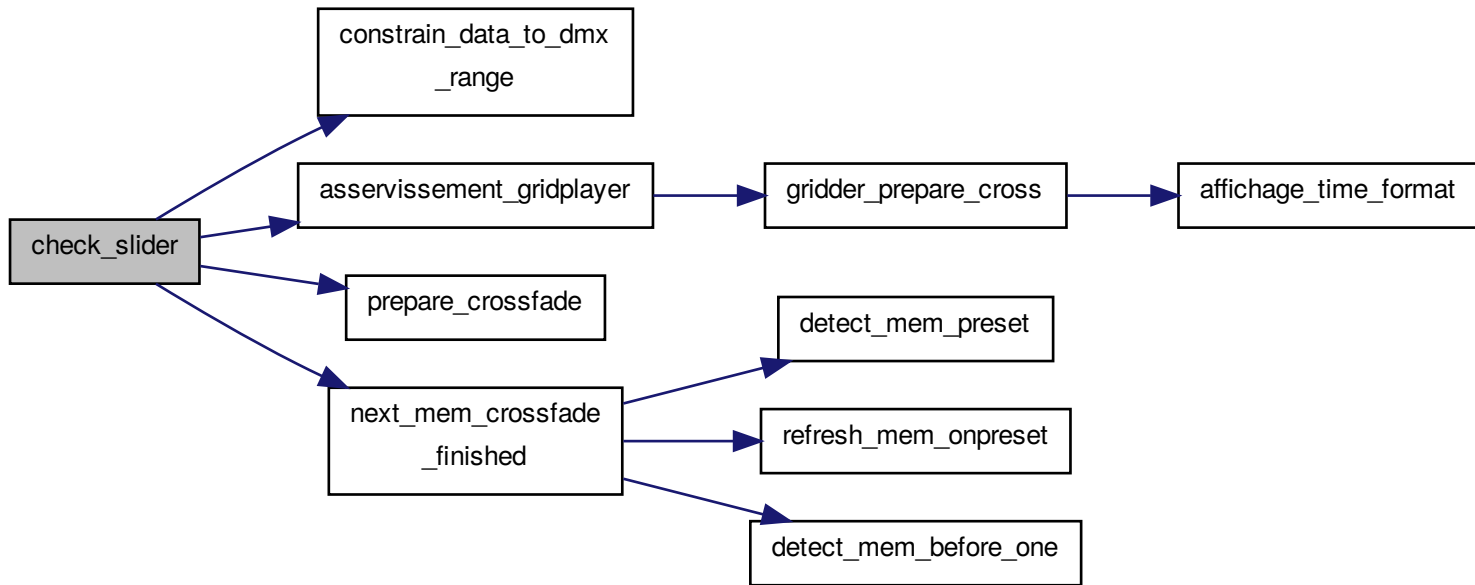 constrain_data_to_dmx
_range
asservissement_gridplayer
gridder_prepare_cross
affichage_time_format
check_slider
prepare_crossfade
detect_mem_preset
next_mem_crossfade
_finished
refresh_mem_onpreset
detect_mem_before_one